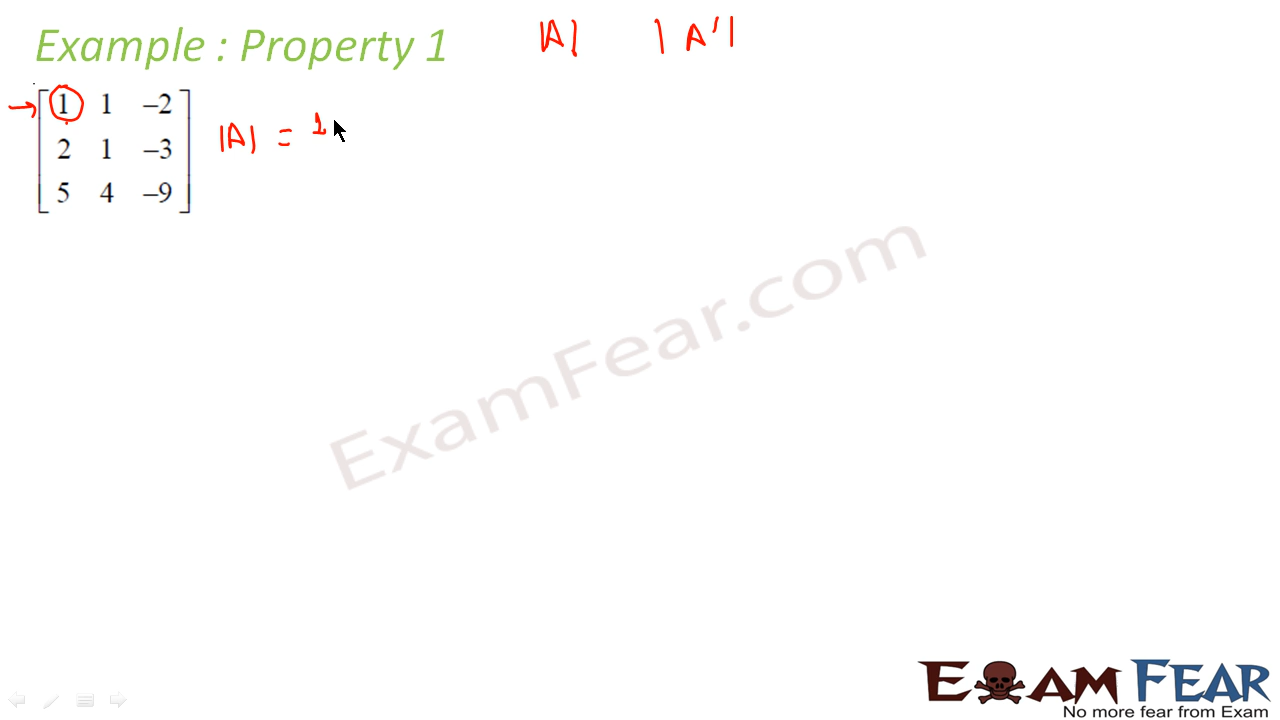 Example : Property 1 |A| |A'|
1 1 –2
2 1 –3 |A| = 1
5 4 –9
ExamFear.com
EXAM FEAR
No more fear from Exam